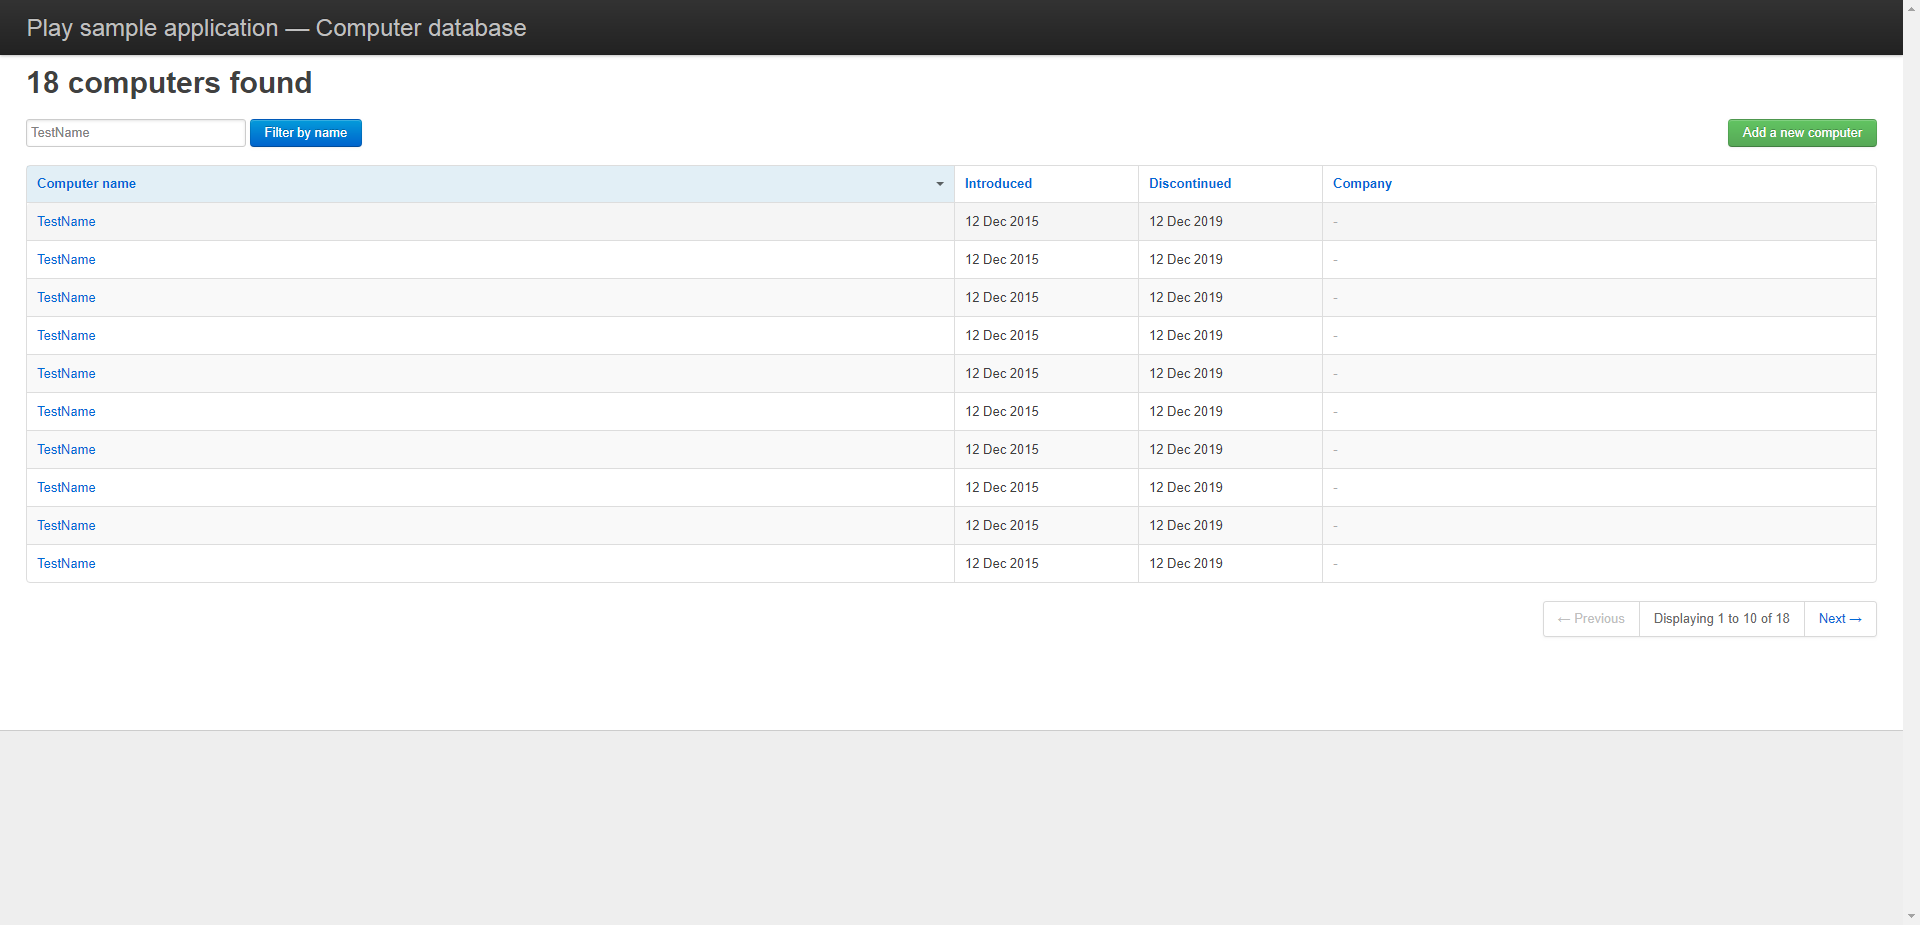 Play sample application — Computer database
18 computers found
TestName Filter by name Add a new computer
Computer name Introduced Discontinued Company
TestName 12 Dec 2015 12 Dec 2019 -
TestName 12 Dec 2015 12 Dec 2019 -
TestName 12 Dec 2015 12 Dec 2019 -
TestName 12 Dec 2015 12 Dec 2019 -
TestName 12 Dec 2015 12 Dec 2019 -
TestName 12 Dec 2015 12 Dec 2019 -
TestName 12 Dec 2015 12 Dec 2019 -
TestName 12 Dec 2015 12 Dec 2019 -
TestName 12 Dec 2015 12 Dec 2019 -
TestName 12 Dec 2015 12 Dec 2019 -
← Previous Displaying 1 to 10 of 18 Next →